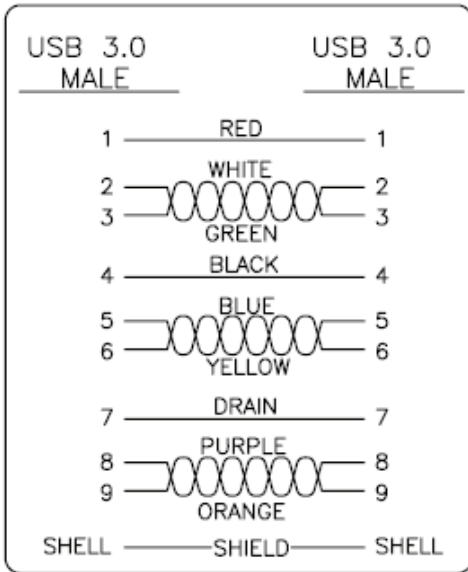 USB 3.0 USB 3.0
MALE MALE
1 RED 1
WHITE
2 2
3 3
GREEN
BLACK
4 4
BLUE
5 5
6 6
YELLOW
DRAIN
7 7
PURPLE
8 8
9 9
ORANGE
SHELL SHIELD SHELL